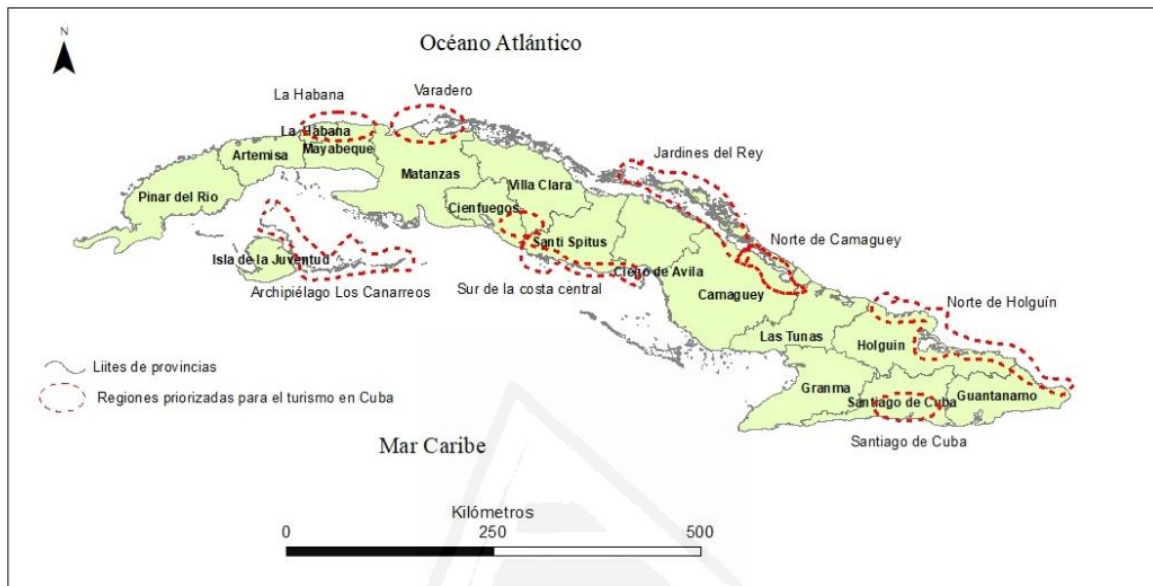 N
Océano Atlántico
La Habana
Varadero
La Habana
Mayabeque
Artemisa
Matanzas
Pinar del Rio
Villa Clara
Cienfuegos
Santi Spitus
Jardines del Rey
Norte de Camaguey
Isla de la Juventud
Archipiélago Los Canarreos
Sur de la costa central
Ciego de Avila
Camaguey
Norte de Holguín
Las Tunas
Holguin
Granma
Santiago de Cuba
Guantanamo
Santiago de Cuba
Liites de provincias
Regiones priorizadas para el turismo en Cuba
Mar Caribe
Kilómetros
0 250 500